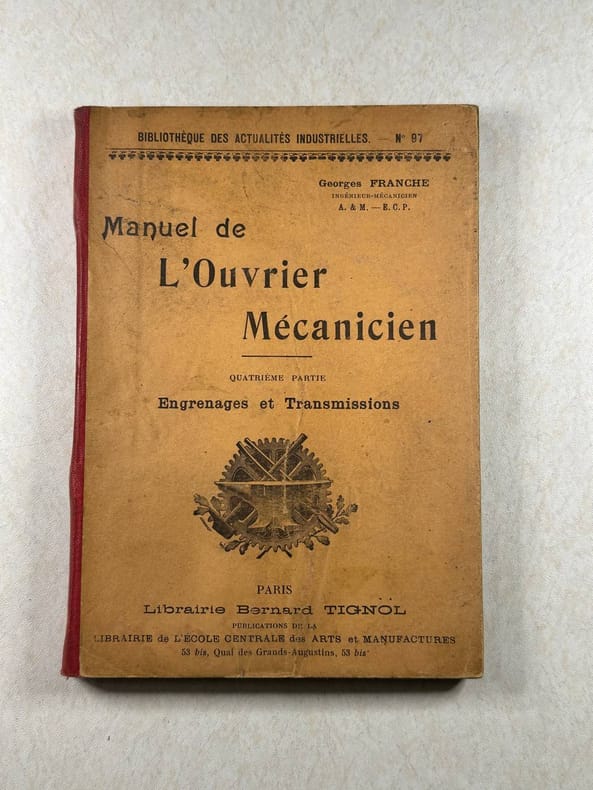 BIBLIOTHÈQUE DES ACTUALITÉS INDUSTRIELLES. — N° 97
Georges FRANCHE
INGÉNIEUR-MÉCANICIEN
A. & M. — E. C. P.
Manuel de
L'Ouvrier
Mécanicien
QUATRIÈME PARTIE
Engrenages et Transmissions
PARIS
Librairie Bernard TIGNOL
PUBLICATIONS DE LA
LIBRAIRIE de L'ÉCOLE CENTRALE des ARTS et MANUFACTURES
53 bis, Quai des Grands-Augustins, 53 bis